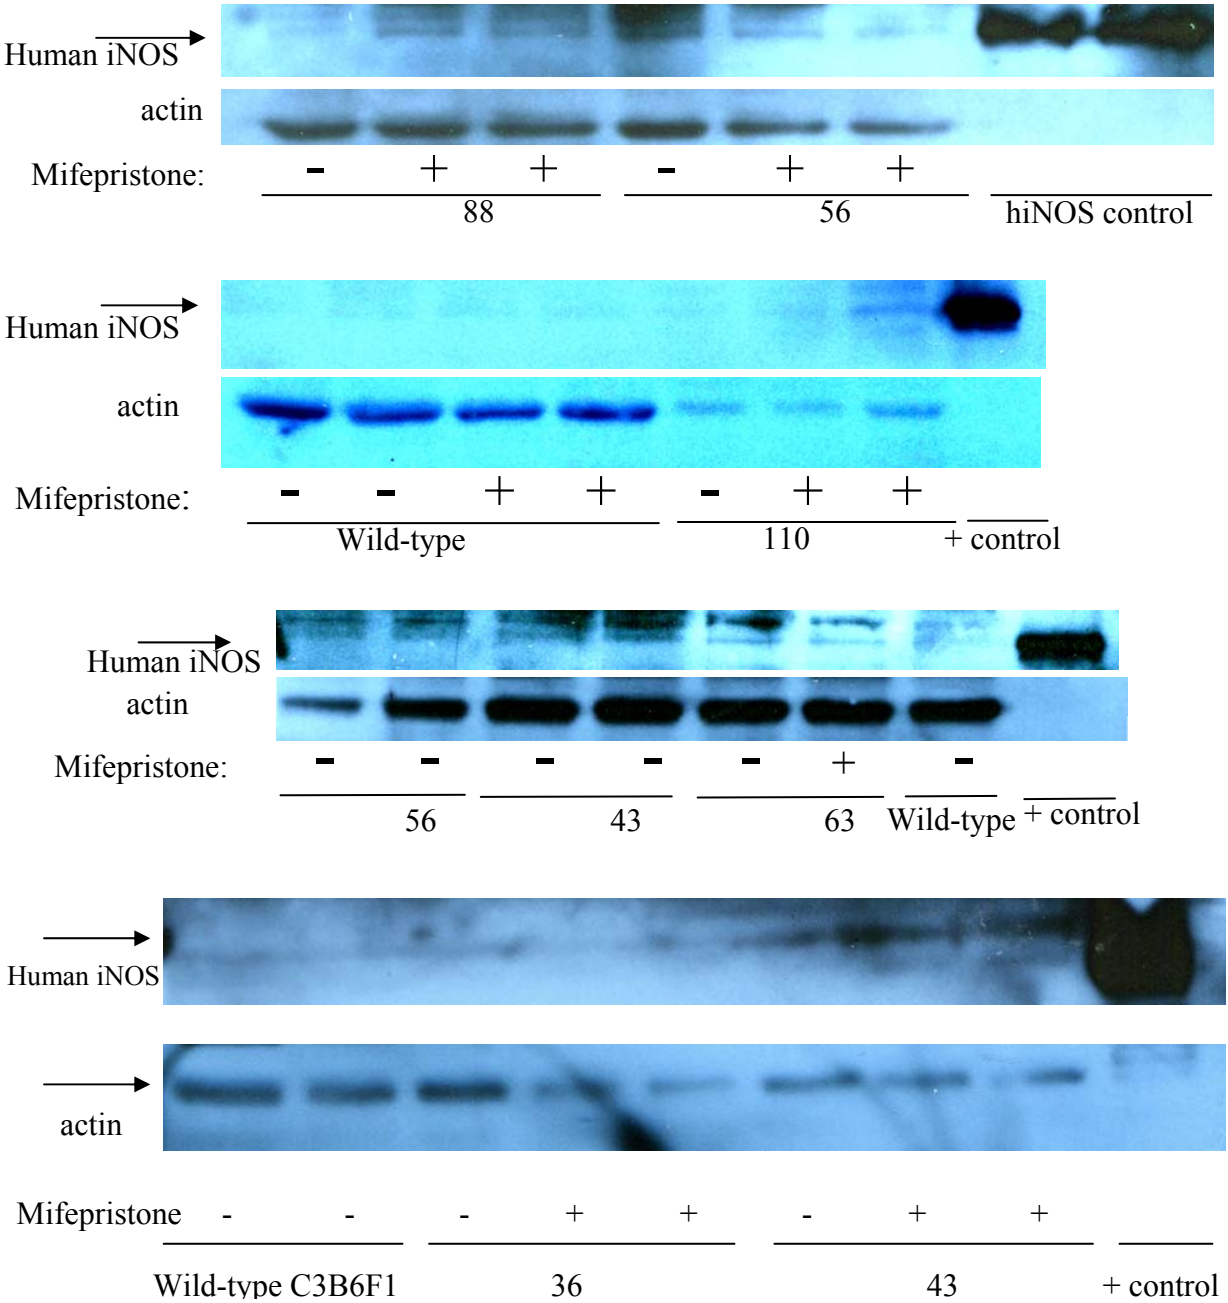 Human iNOS
actin
Mifepristone: - + + - + +
88 56 hiNOS control
Human iNOS
actin
Mifepristone: - - + + - + +
Wild-type 110 + control
Human iNOS
actin
Mifepristone: - - - - - + -
56 43 63 Wild-type + control
Human iNOS
actin
Mifepristone - - - + + - + +
Wild-type C3B6F1 36 43 + control